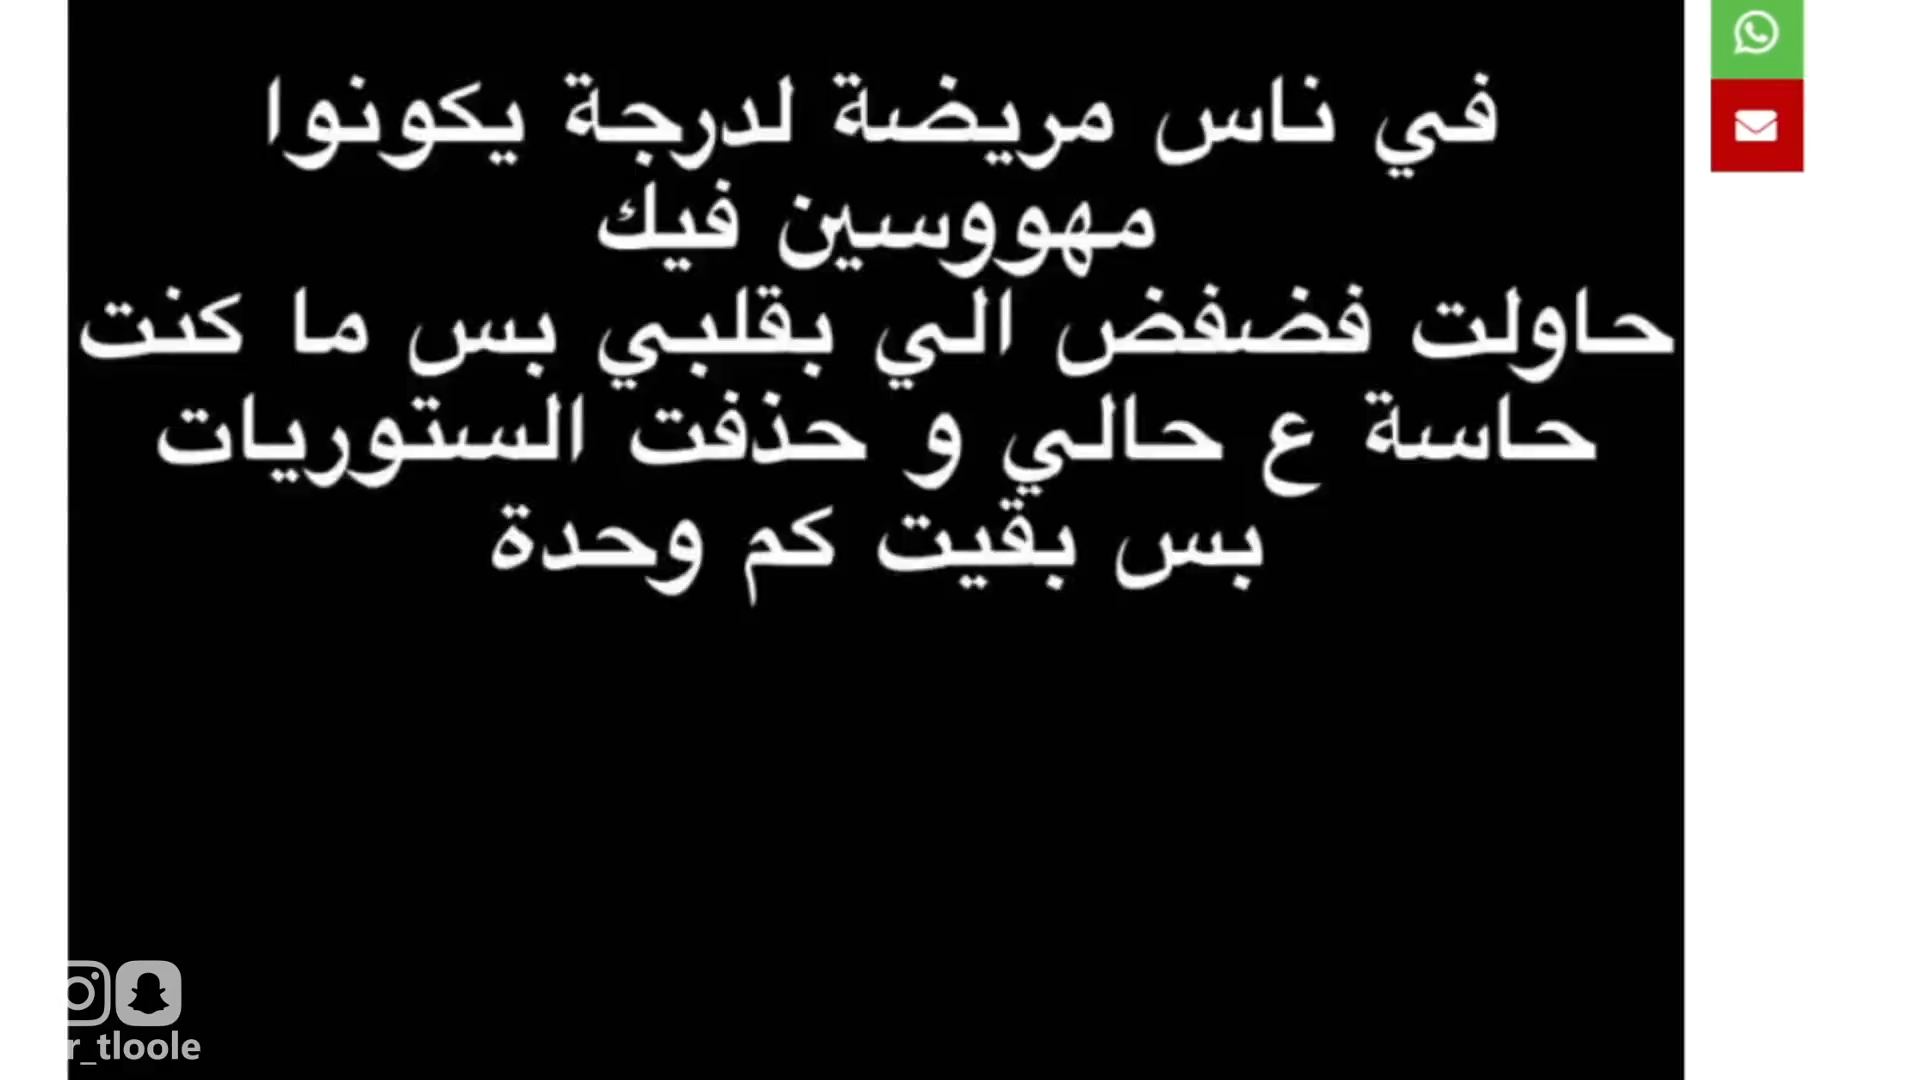 في ناس مريضة لدرجة يكونوا
مهووسين فيك
حاولت فضفض الي بقلبي بس ما كنت
حاسة ع حالي و حذفت الستوريات
بس بقيت كم وحدة
r_tloole